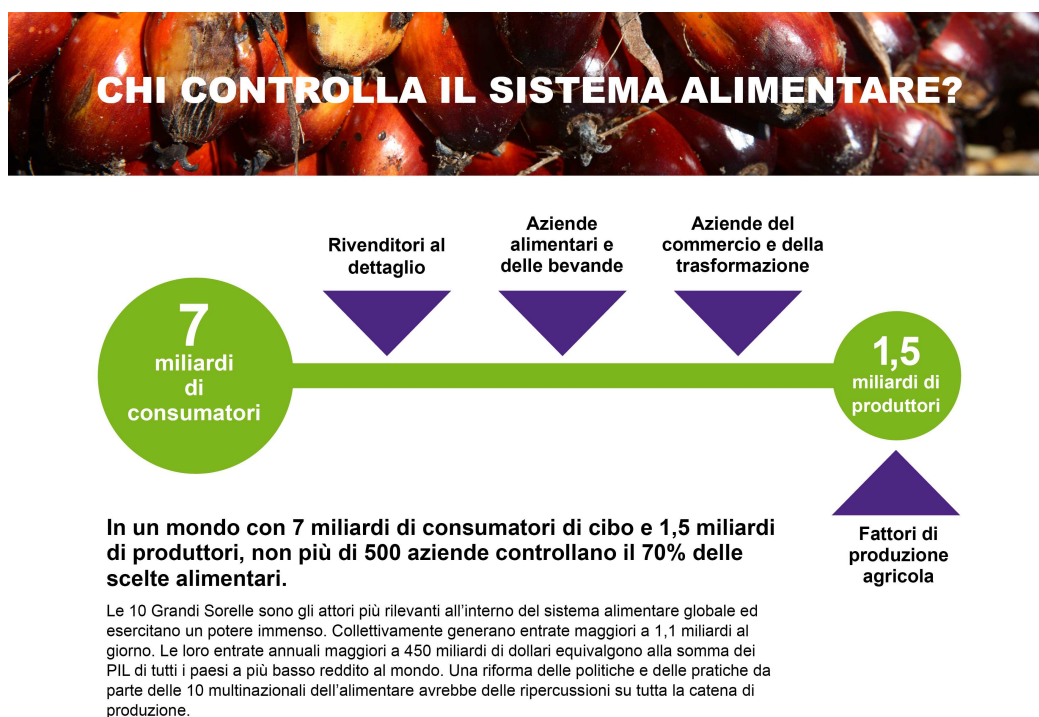 CHI CONTROLLA IL SISTEMA ALIMENTARE?
Rivenditori al
dettaglio
Aziende
alimentari e
delle bevande
Aziende del
commercio e della
trasformazione
7
miliardi
di
consumatori
1,5
miliardi di
produttori
Fattori di
produzione
agricola
In un mondo con 7 miliardi di consumatori di cibo e 1,5 miliardi
di produttori, non più di 500 aziende controllano il 70% delle
scelte alimentari.
Le 10 Grandi Sorelle sono gli attori più rilevanti all’interno del sistema alimentare globale ed
esercitano un potere immenso. Collettivamente generano entrate maggiori a 1,1 miliardi al
giorno. Le loro entrate annuali maggiori a 450 miliardi di dollari equivalgono alla somma dei
PIL di tutti i paesi a più basso reddito al mondo. Una riforma delle politiche e delle pratiche da
parte delle 10 multinazionali dell’alimentare avrebbe delle ripercussioni su tutta la catena di
produzione.